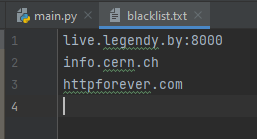 main.py blacklist.txt
1 live.legendy.by:8000
2 info.cern.ch
3 httpforever.com
4